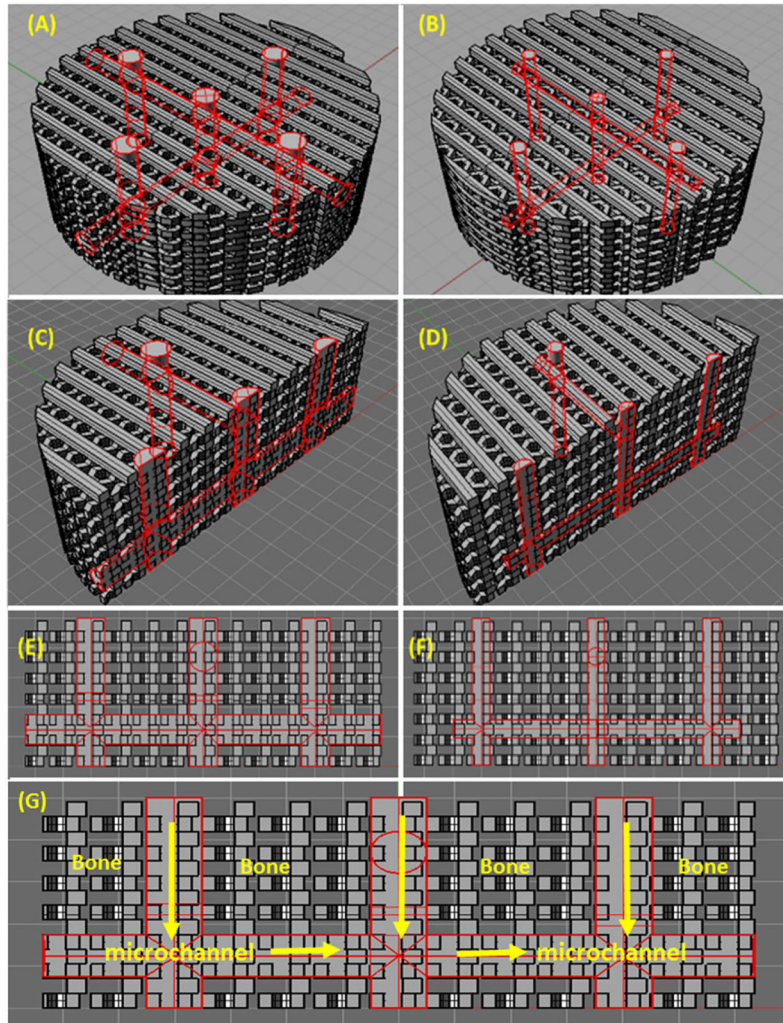 (A)
(B)
(C)
(D)
(E)
(F)
(G)
Bone Bone Bone Bone
microchannel microchannel